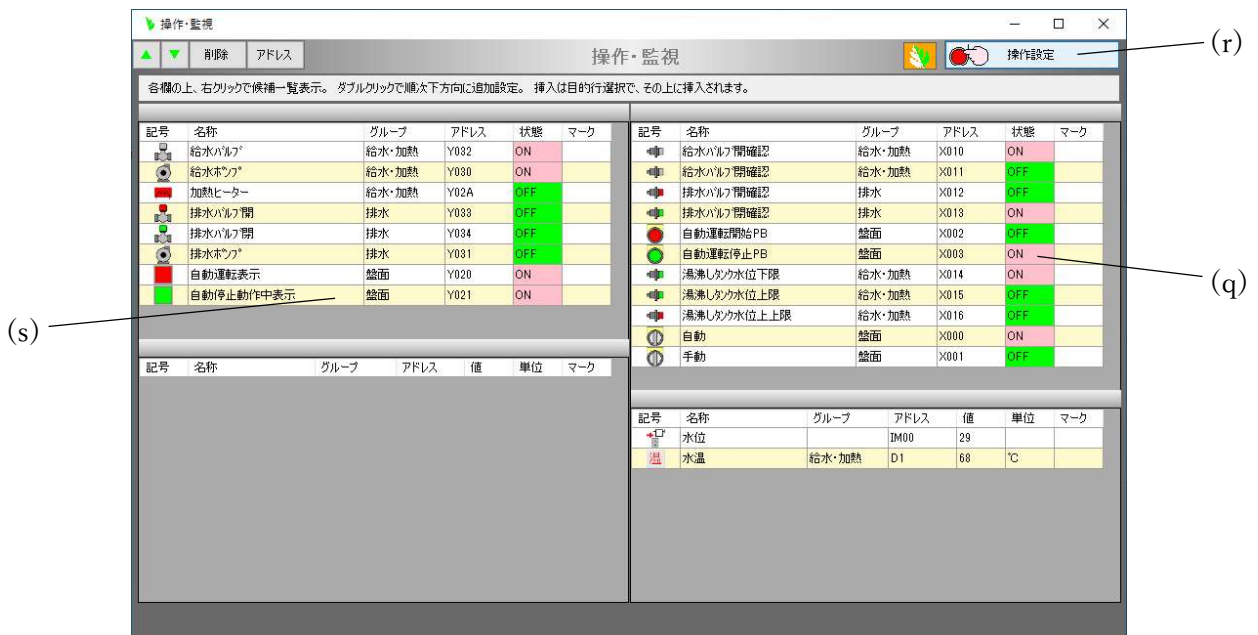 操作・監視
削除 アドレス 操作・監視 操作設定 (r)
各欄の上、右クリックで候補一覧表示。 ダブルクリックで順次下方向に追加設定。 挿入は目的行選択で、その上に挿入されます。
記号 名称 グループ アドレス 状態 マーク
給水バルブ 給水・加熱 Y032 ON
給水ポンプ 給水・加熱 Y030 ON
加熱ヒーター 給水・加熱 Y02A OFF
排水バルブ開 排水 Y033 OFF
排水バルブ閉 排水 Y034 OFF
排水ポンプ 排水 Y031 OFF
自動運転表示 盤面 Y020 ON
自動停止動作中表示 盤面 Y021 ON
(s)
記号 名称 グループ アドレス 値 単位 マーク
記号 名称 グループ アドレス 状態 マーク
給水バルブ開確認 給水・加熱 X010 ON
給水バルブ閉確認 給水・加熱 X011 OFF
排水バルブ開確認 排水 X012 OFF
排水バルブ閉確認 排水 X013 ON
自動運転開始PB 盤面 X002 OFF
自動運転停止PB 盤面 X003 ON
(q)
湯沸しタンク水位下限 給水・加熱 X014 ON
湯沸しタンク水位上限 給水・加熱 X015 OFF
湯沸しタンク水位上上限 給水・加熱 X016 OFF
自動 盤面 X000 ON
手動 盤面 X001 OFF
記号 名称 グループ アドレス 値 単位 マーク
水位 IM00 29
温 水温 給水・加熱 D1 68 ℃